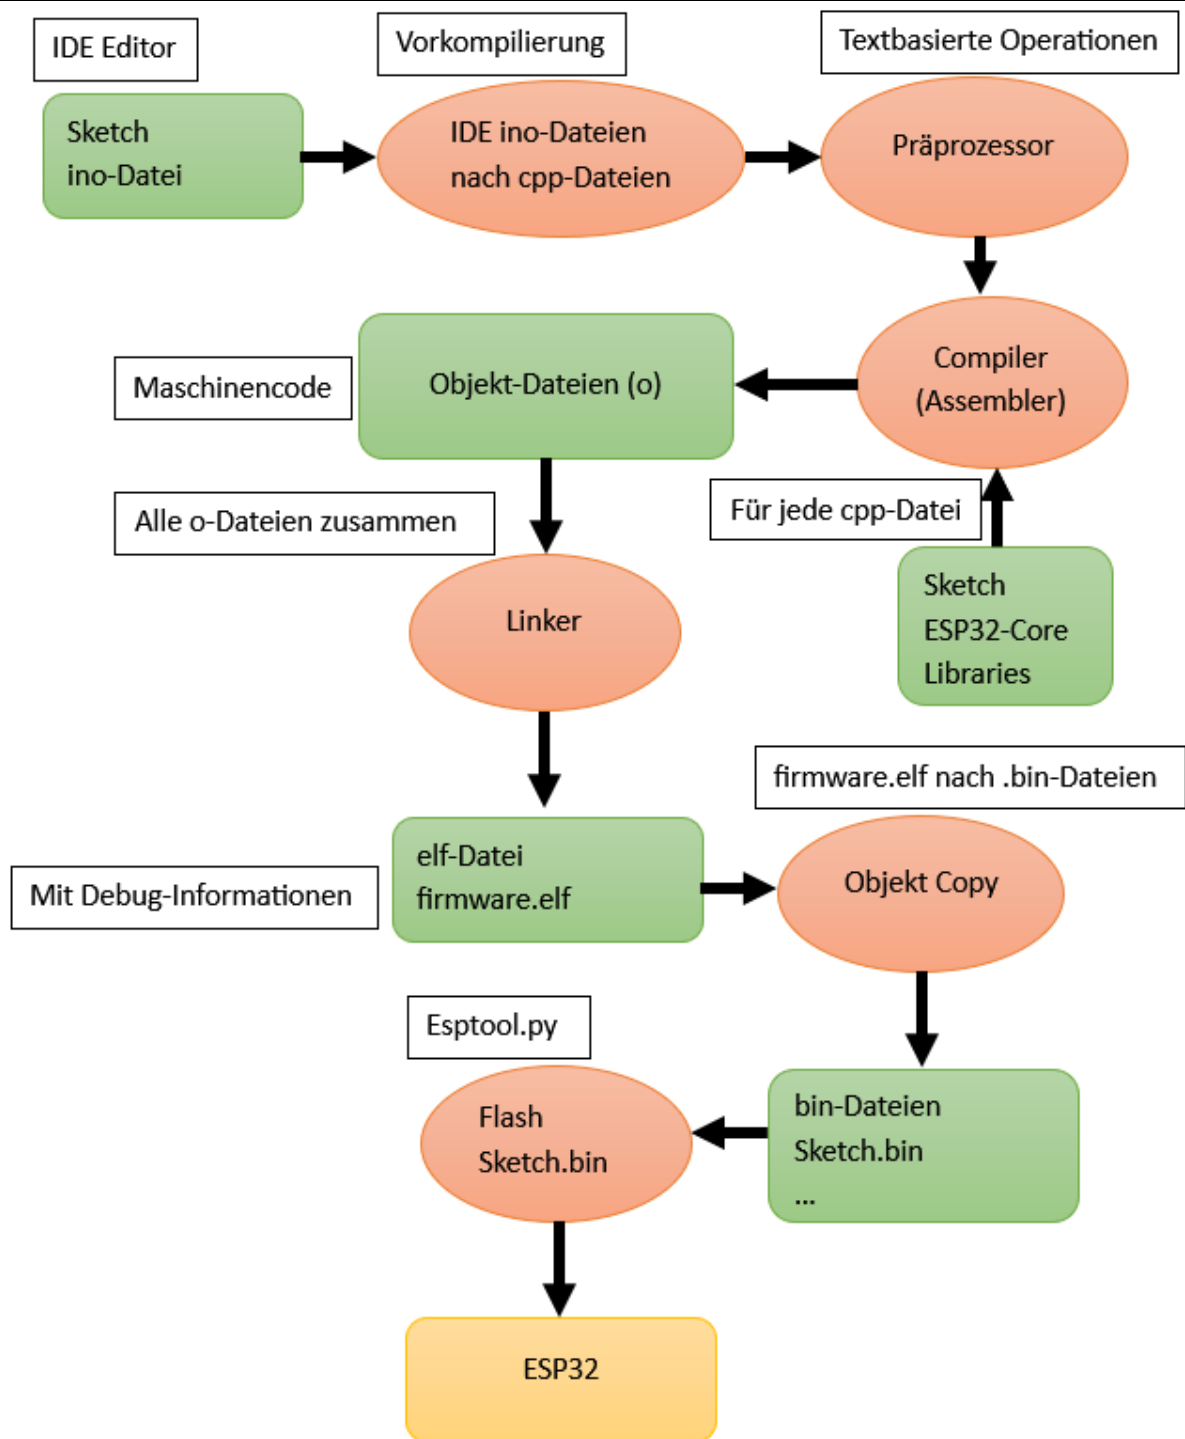 IDE Editor
Vorkompilierung
Textbasierte Operationen
Sketch
ino-Datei
IDE ino-Dateien
nach cpp-Dateien
Präprozessor
Compiler
(Assembler)
Objekt-Dateien (o)
Maschinencode
Alle o-Dateien zusammen
Für jede cpp-Datei
Sketch
ESP32-Core
Libraries
Linker
firmware.elf nach .bin-Dateien
elf-Datei
firmware.elf
Mit Debug-Informationen
Objekt Copy
Esptool.py
bin-Dateien
Sketch.bin
...
Flash
Sketch.bin
ESP32